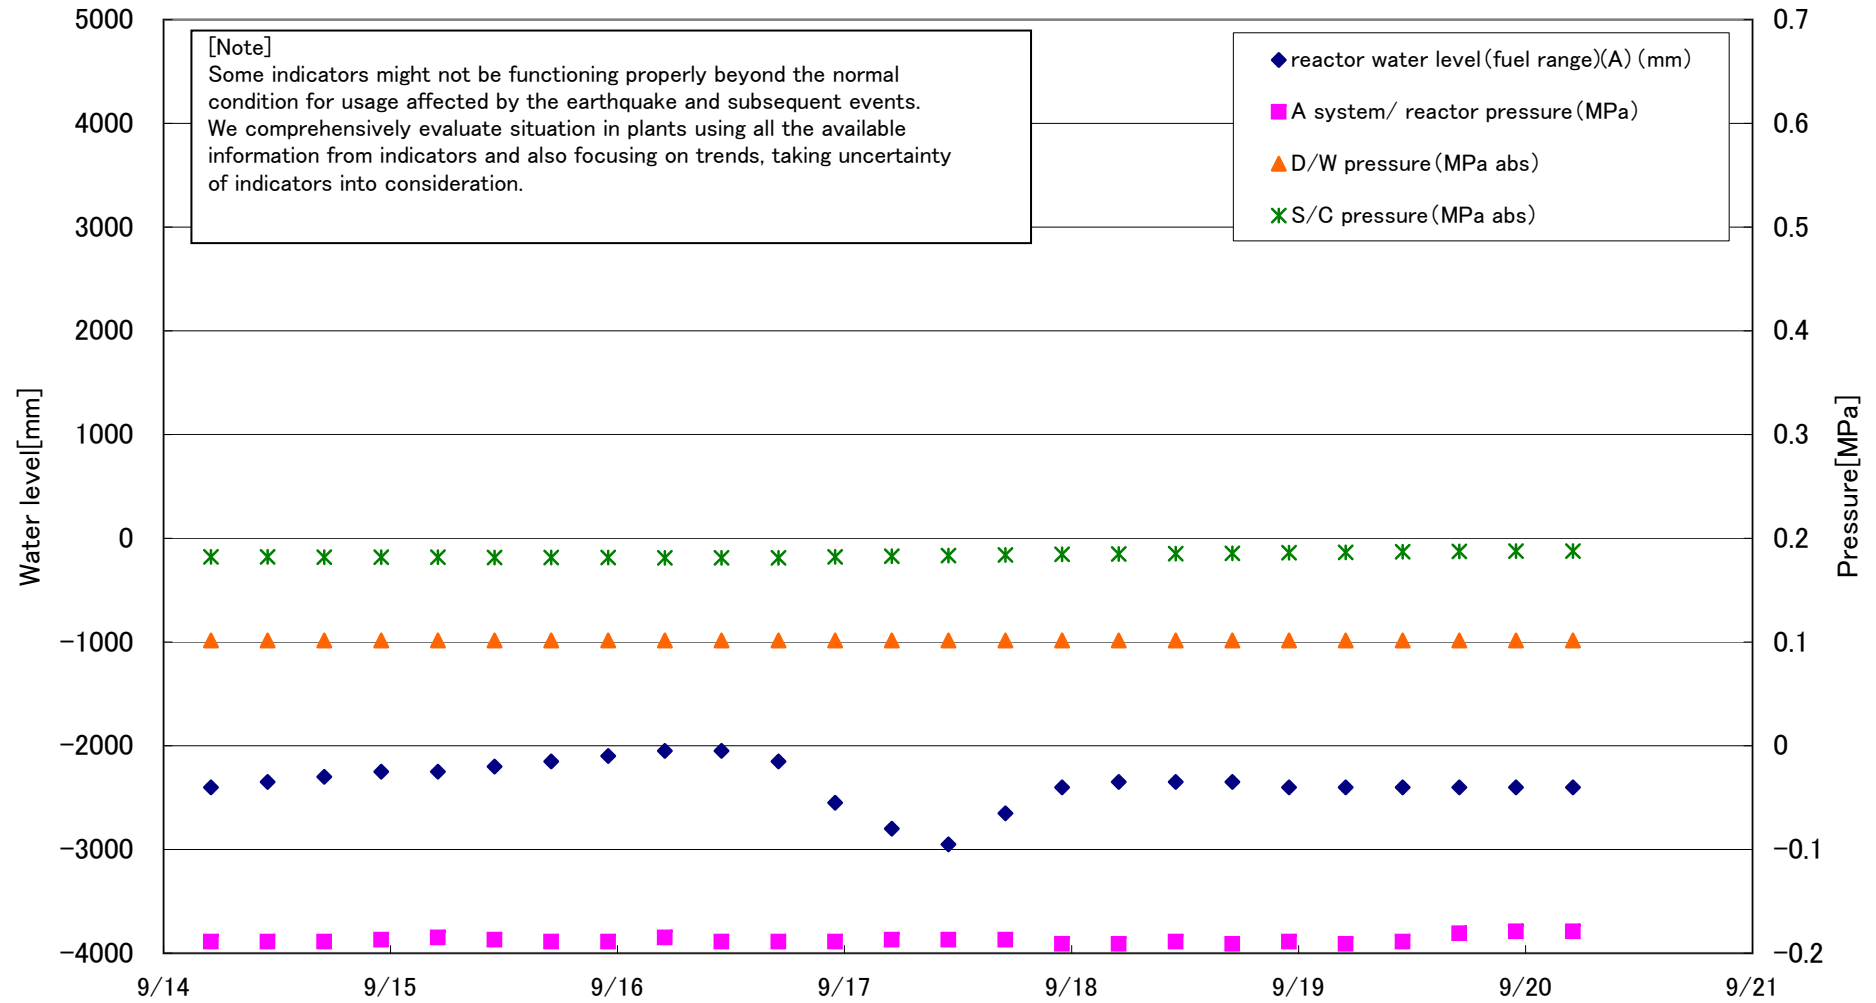 [Note]
Some indicators might not be functioning properly beyond the normal
condition for usage affected by the earthquake and subsequent events.
We comprehensively evaluate situation in plants using all the available
information from indicators and also focusing on trends, taking uncertainty
of indicators into consideration.
reactor water level(fuel range)(A) (mm)
A system/ reactor pressure(MPa)
D/W pressure(MPa abs)
S/C pressure(MPa abs)
Water level[mm]
5000
4000
3000
2000
1000
0
-1000
-2000
-3000
-4000
0.7
0.6
0.5
0.4
0.3
0.2
0.1
0
-0.1
-0.2
Pressure[MPa]
9/14 9/15 9/16 9/17 9/18 9/19 9/20 9/21